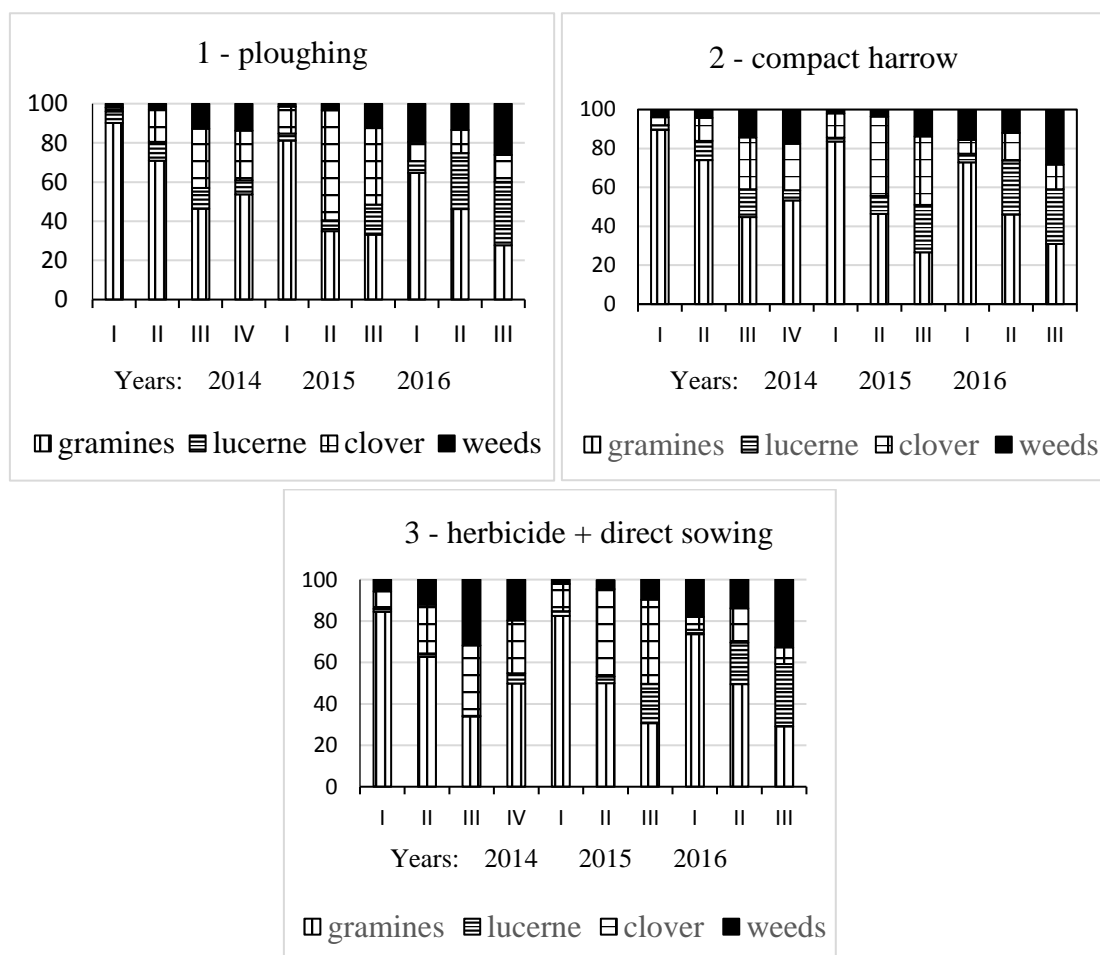 1 - ploughing
100
80
60
40
20
0
I II III IV I II III I II III
Years: 2014 2015 2016
gramines lucerne clover weeds
2 - compact harrow
100
80
60
40
20
0
I II III IV I II III I II III
Years: 2014 2015 2016
gramines lucerne clover weeds
3 - herbicide + direct sowing
100
80
60
40
20
0
I II III IV I II III I II III
Years: 2014 2015 2016
gramines lucerne clover weeds